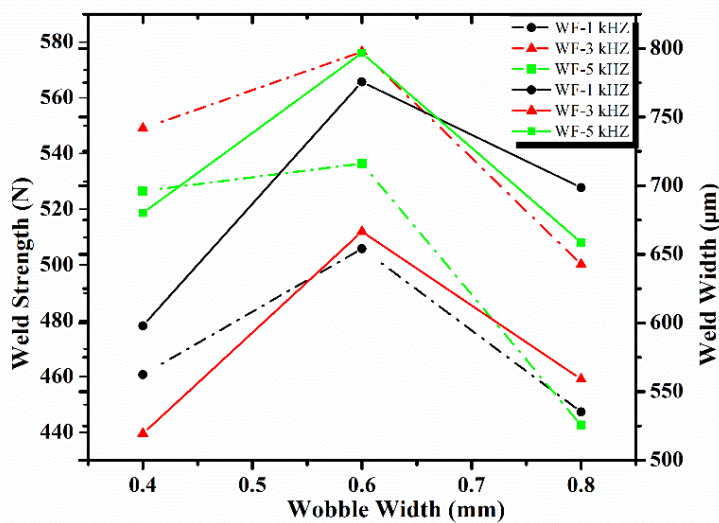 580
560
540
520
500
480
460
440
Weld Strength (N)
WF-1 kHZ
WF-3 kHZ
WF-5 kHZ
WF-1 kHZ
WF-3 kHZ
WF-5 kHZ
800
750
700
650
600
550
500
Weld Width (μm)
0.4 0.5 0.6 0.7 0.8
Wobble Width (mm)